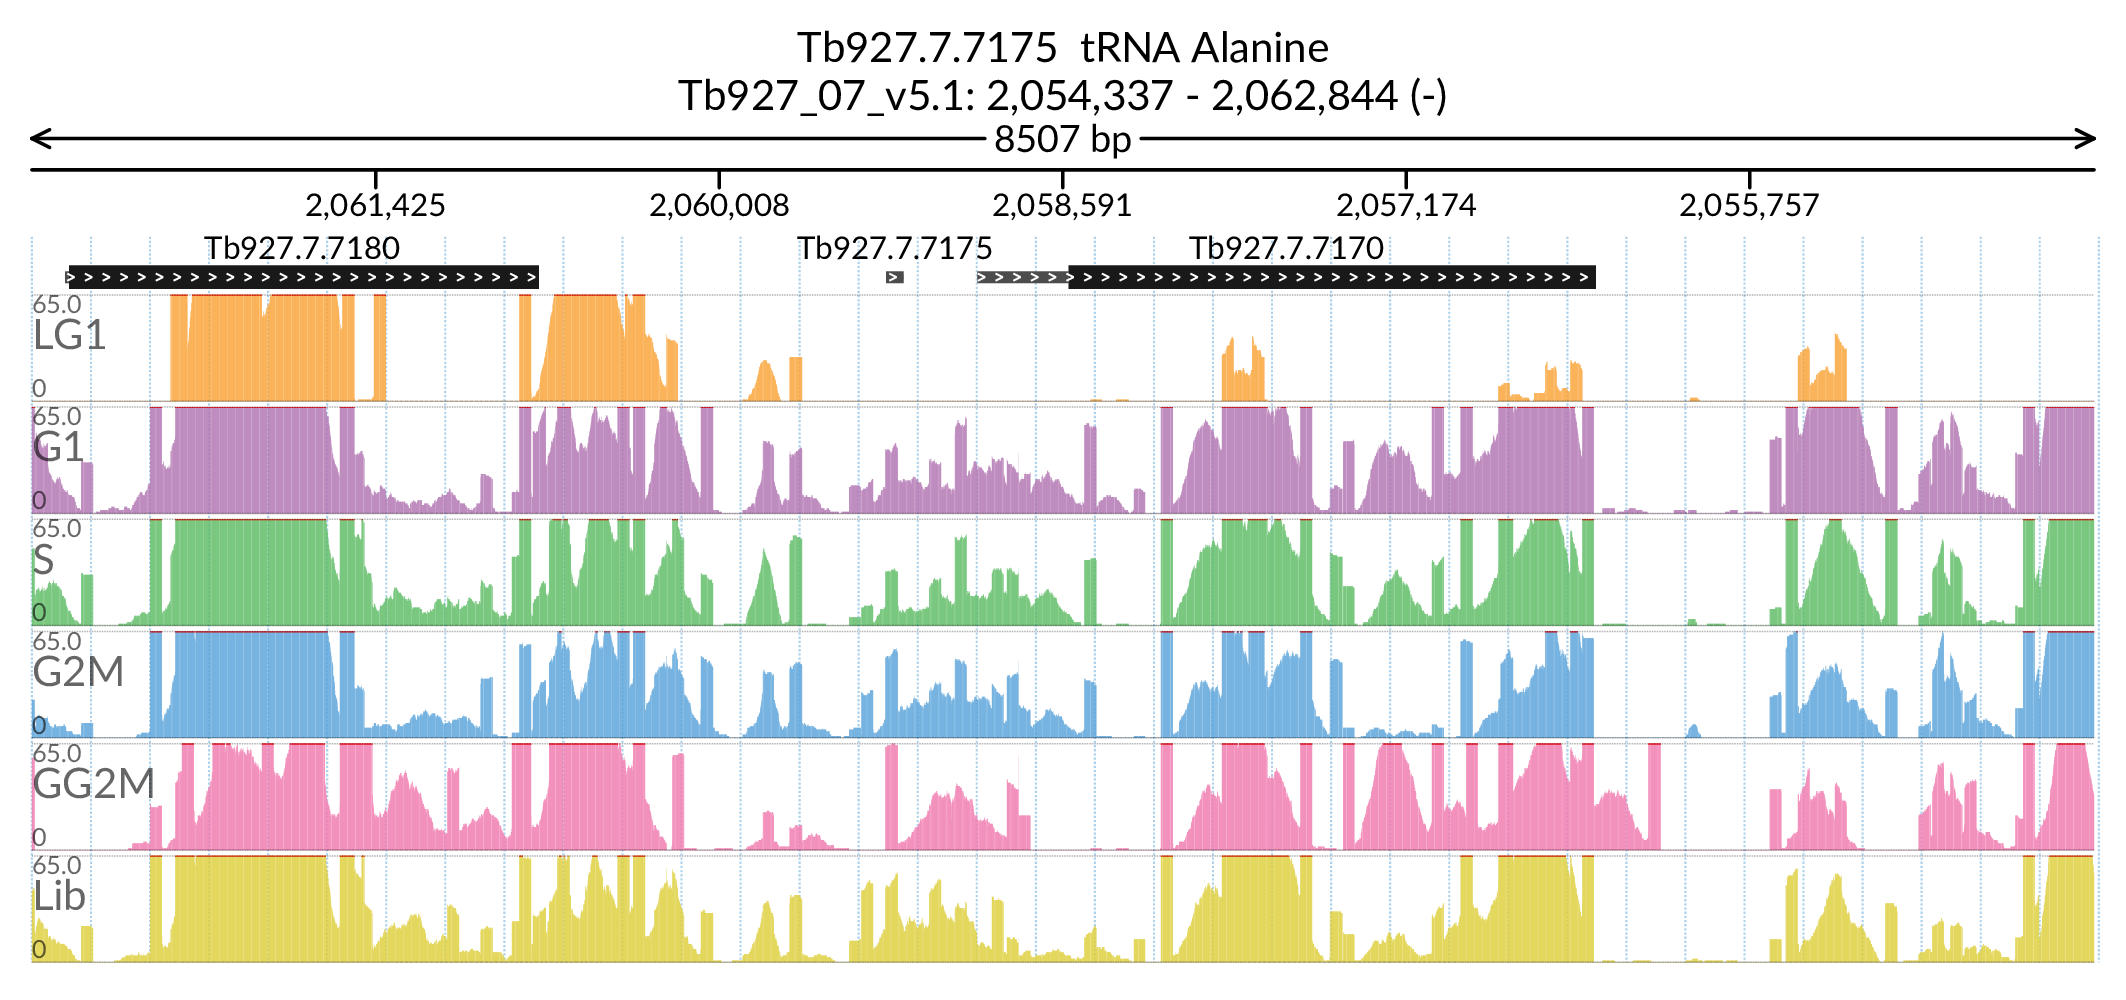 Tb927.7.7175 tRNA Alanine
Tb927_07_v5.1: 2,054,337 - 2,062,844 (-)
8507 bp
2,061,425 2,060,008 2,058,591 2,057,174 2,055,757
Tb927.7.7180 Tb927.7.7175 Tb927.7.7170
65.0
LG1
0
65.0
G1
0
65.0
S
0
65.0
G2M
0
65.0
GG2M
0
65.0
Lib
0